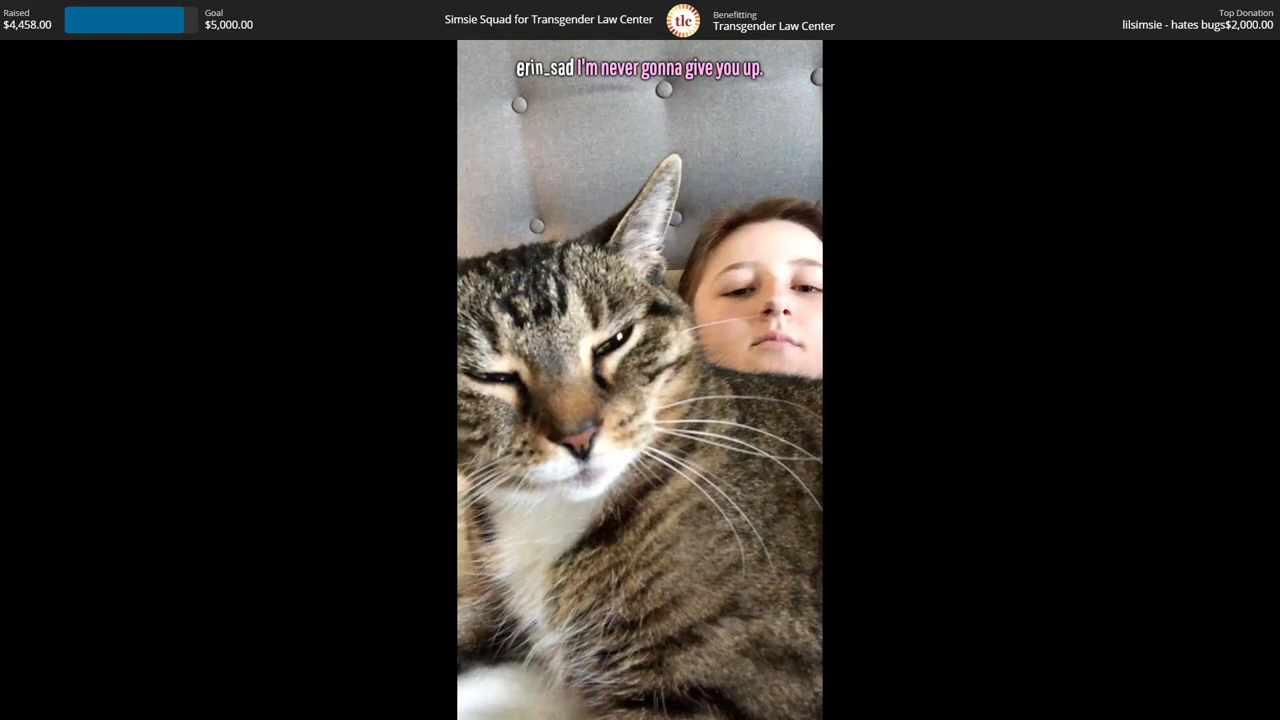 Raised
$4,458.00
Goal
$5,000.00
Simsie Squad for Transgender Law Center
tlc
Benefitting
Transgender Law Center
Top Donation
lilsimsie - hates bugs$2,000.00
erin_sad I'm never gonna give you up.